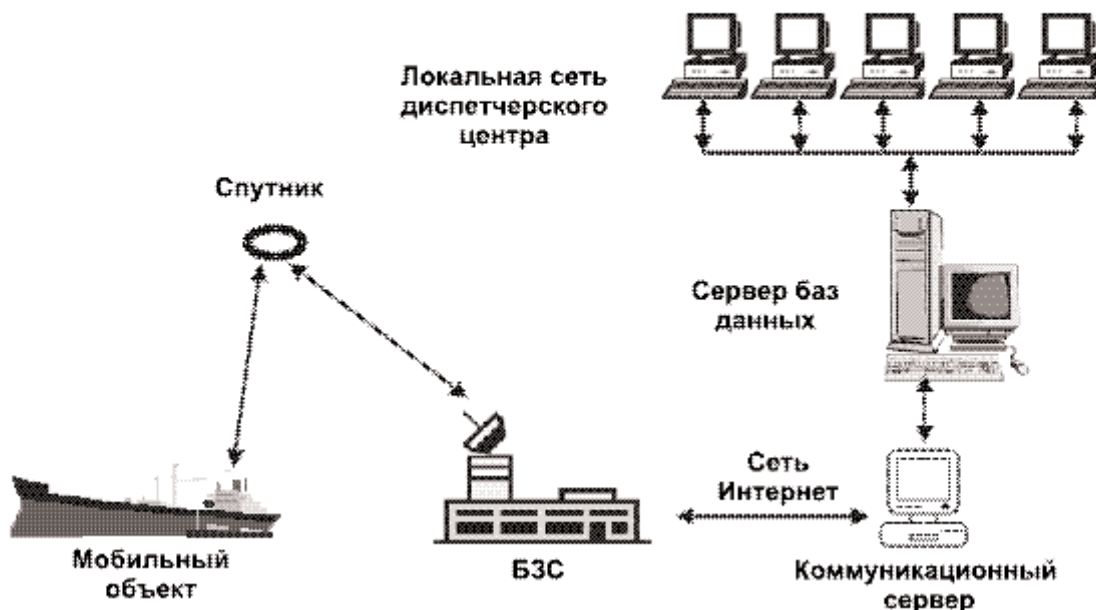 Локальная сеть
диспетчерского
центра
Спутник
Сервер баз
данных
Сеть
Интернет
Мобильный
объект
БЗС
Коммуникационный
сервер